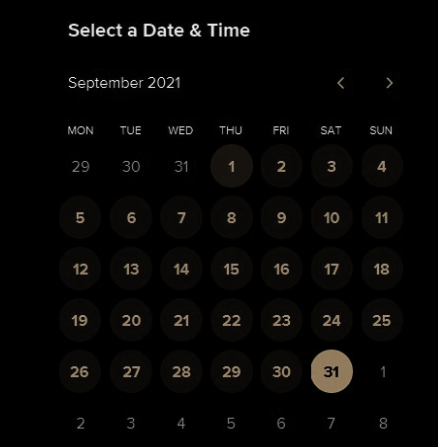 Select a Date & Time
September 2021
MON TUE WED THU FRI SAT SUN
29 30 31 1 2 3 4
5 6 7 8 9 10 11
12 13 14 15 16 17 18
19 20 21 22 23 24 25
26 27 28 29 30 31 1
2 3 4 5 6 7 8